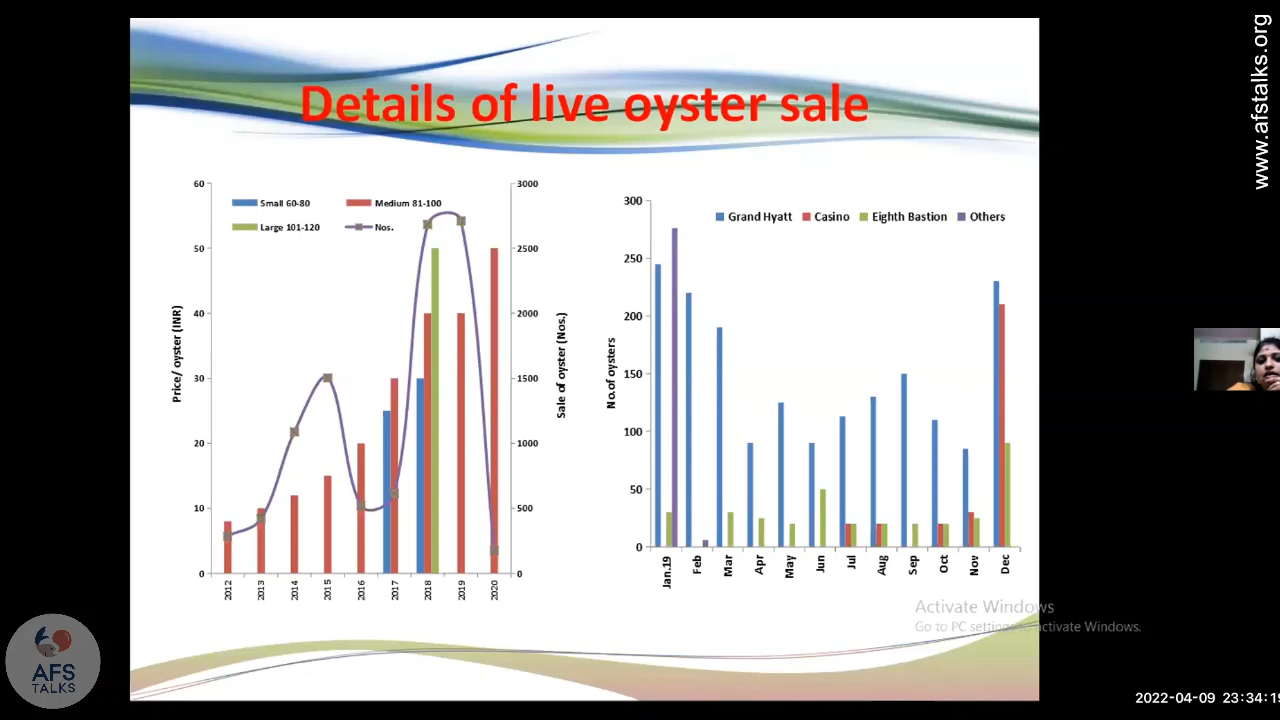 Details of live oyster sale
60
50
40
30
20
10
0
Price/ oyster (INR)
Small 60-80
Medium 81-100
Large 101-120
Nos.
3000
2500
2000
1500
1000
500
0
Sale of oyster (Nos.)
2012
2013
2014
2015
2016
2017
2018
2019
2020
300
250
200
150
100
50
0
No.of oysters
Grand Hyatt
Casino
Eighth Bastion
Others
Jan.19
Feb
Mar
Apr
May
Jun
Jul
Aug
Sep
Oct
Nov
Dec
Activate Windows
Go to PC settings to activate Windows.
AFS
TALKS
www.afstalks.org
2022-04-09 23:34:19